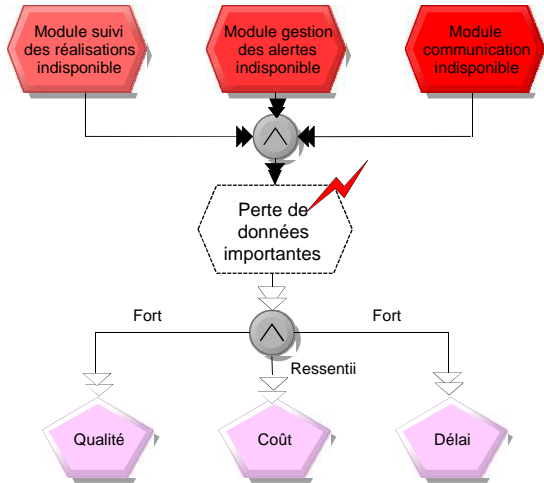 Module suivi
des réalisations
indisponible
Module gestion
des alertes
indisponible
Module
communication
indisponible
Perte de
données
importantes
Fort
Fort
Ressentii
Qualité
Coût
Délai